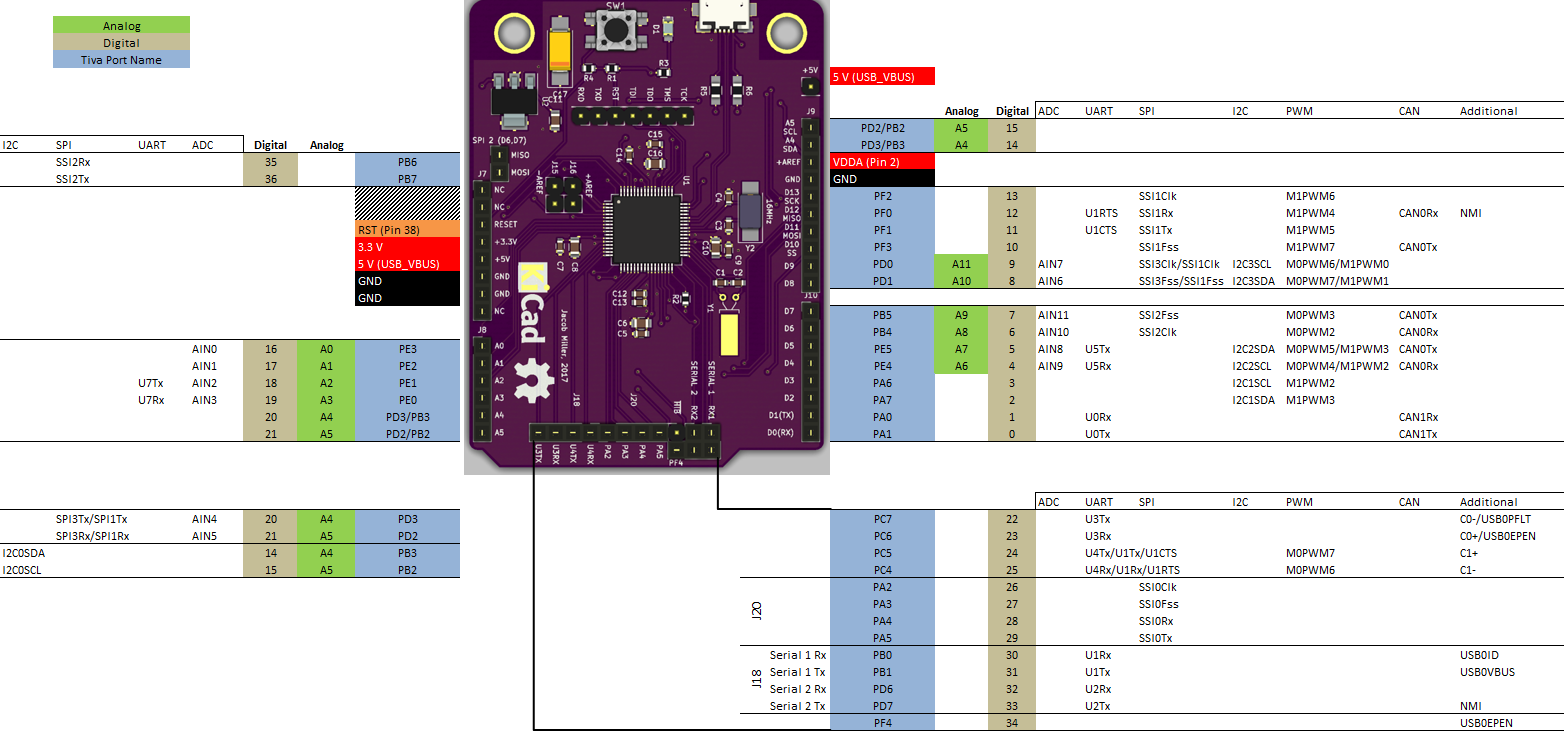 Analog
Digital
Tiva Port Name
I2C SPI UART ADC Digital Analog
SSI2Rx 35 PB6
SSI2Tx 36 PB7
RST (Pin 38)
3.3 V
5 V (USB_VBUS)
GND
GND
AIN0 16 A0 PE3
AIN1 17 A1 PE2
U7Tx AIN2 18 A2 PE1
U7Rx AIN3 19 A3 PE0
20 A4 PD3/PB3
21 A5 PD2/PB2
SPI3Tx/SPI1Tx AIN4 20 A4 PD3
SPI3Rx/SPI1Rx AIN5 21 A5 PD2
I2C0SDA 14 A4 PB3
I2C0SCL 15 A5 PB2
SW1
D1
R3
R4 R1
C17
C11
U2
RXD TXD RST TDI TDO TMS TCK
R5
R6
+5V
J9
SPI 2 (D6,D7)
MISO
MOSI
C15
C16
C14
J15
J16
-AREF
+AREF
U1
J7
NC
NC
RESET
+3.3V
+5V
GND
GND
NC
J8
A0
A1
A2
A3
A4
A5
A5
SCL
A4
SDA
+AREF
GND
D13
SCK
D12
MISO
D11
MOSI
D10
SS
D9
D8
J10
D7
D6
D5
D4
D3
D2
D1(TX)
D0(RX)
16MHz
Y2
C4
C3
C10
C9
C7
C8
C1 C2
C12
C13
R2
Y1
C6
C5
KiCad
Jacob Miller, 2017
J18
J20
SERIAL 2
SERIAL 1
RX2
RX1
U3TX U3RX U4TX U4RX PA2 PA3 PA4 PA5 PF4
5 V (USB_VBUS)
Analog Digital ADC UART SPI I2C PWM CAN Additional
PD2/PB2 A5 15
PD3/PB3 A4 14
VDDA (Pin 2)
GND
PF2 13 SSI1Clk M1PWM6
PF0 12 U1RTS SSI1Rx M1PWM4 CAN0Rx NMI
PF1 11 U1CTS SSI1Tx M1PWM5
PF3 10 SSI1Fss M1PWM7 CAN0Tx
PD0 A11 9 AIN7 SSI3Clk/SSI1Clk I2C3SCL M0PWM6/M1PWM0
PD1 A10 8 AIN6 SSI3Fss/SSI1Fss I2C3SDA M0PWM7/M1PWM1
PB5 A9 7 AIN11 SSI2Fss M0PWM3 CAN0Tx
PB4 A8 6 AIN10 SSI2Clk M0PWM2 CAN0Rx
PE5 A7 5 AIN8 U5Tx I2C2SDA M0PWM5/M1PWM3 CAN0Tx
PE4 A6 4 AIN9 U5Rx I2C2SCL M0PWM4/M1PWM2 CAN0Rx
PA6 3 I2C1SCL M1PWM2
PA7 2 I2C1SDA M1PWM3
PA0 1 U0Rx CAN1Rx
PA1 0 U0Tx CAN1Tx
ADC UART SPI I2C PWM CAN Additional
PC7 22 U3Tx C0-/USB0PFLT
PC6 23 U3Rx C0+/USB0EPEN
PC5 24 U4Tx/U1Tx/U1CTS M0PWM7 C1+
PC4 25 U4Rx/U1Rx/U1RTS M0PWM6 C1-
J20
PA2 26 SSI0Clk
PA3 27 SSI0Fss
PA4 28 SSI0Rx
PA5 29 SSI0Tx
J18
Serial 1 Rx PB0 30 U1Rx USB0ID
Serial 1 Tx PB1 31 U1Tx USB0VBUS
Serial 2 Rx PD6 32 U2Rx
Serial 2 Tx PD7 33 U2Tx NMI
PF4 34 USB0EPEN